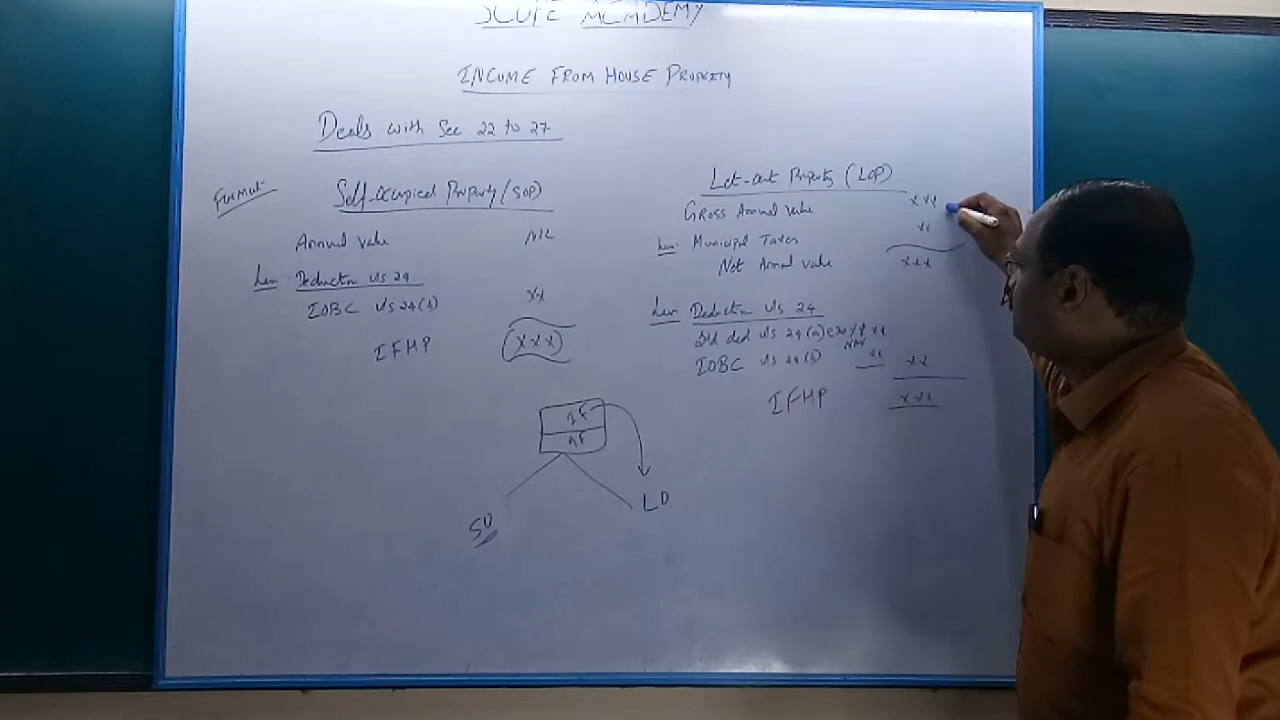 INCOME FROM HOUSE PROPERTY
Deals with Sec 22 to 27
Format
Self-occupied Property (SOP)
Annual Value NIL
Less: Deduction U/s 24
IOBC U/s 24(b) xx
IFHP (xxx)
Let-out Property (LOP)
GROSS Annual Value xxx
Less: Municipal Taxes xx
Net Annual Value xxx
Less: Deduction U/s 24
Std ded U/s 24(a) @30% of NAV xx
IOBC U/s 24(b) xx xx
IFHP xxx
SO
LO